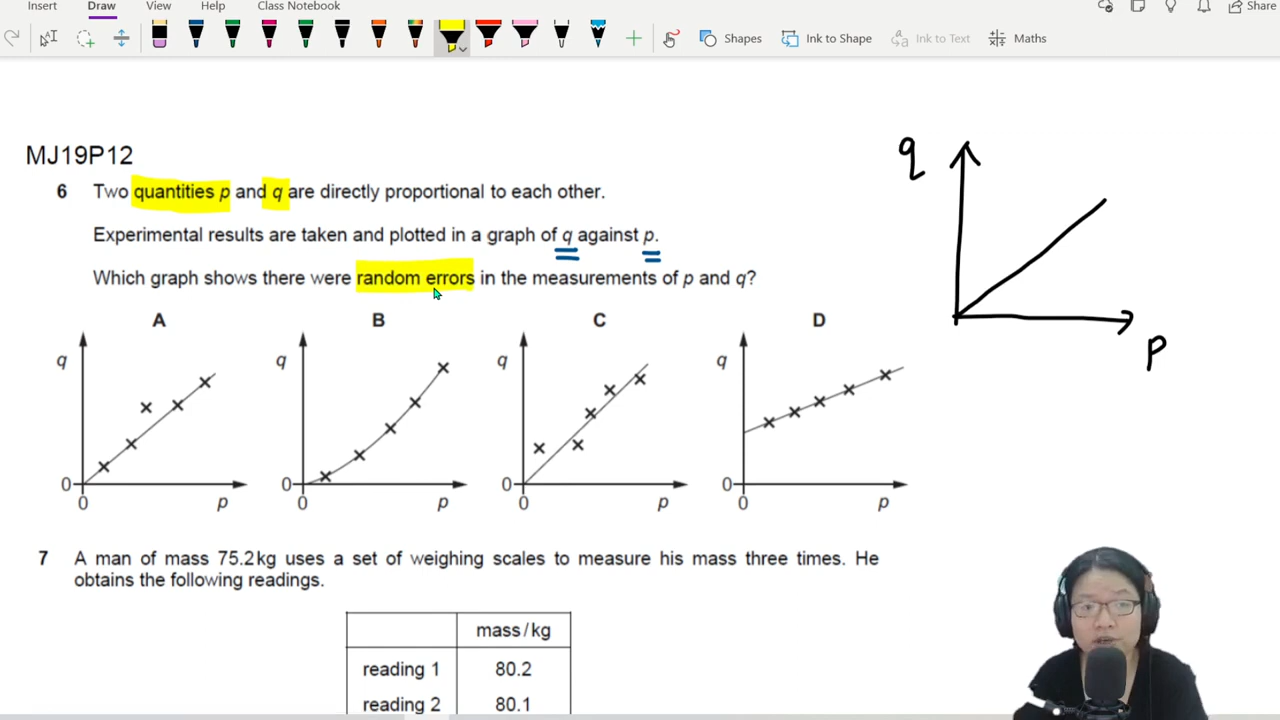 Insert Draw View Help Class Notebook
Share
Shapes Ink to Shape Ink to Text Maths
MJ19P12
6 Two quantities p and q are directly proportional to each other.
Experimental results are taken and plotted in a graph of q against p.
Which graph shows there were random errors in the measurements of p and q?
q
p
A B C D
q q q q
0 0 0 0
0 p 0 p 0 p 0 p
7 A man of mass 75.2 kg uses a set of weighing scales to measure his mass three times. He
obtains the following readings.
mass / kg
reading 1 80.2
reading 2 80.1